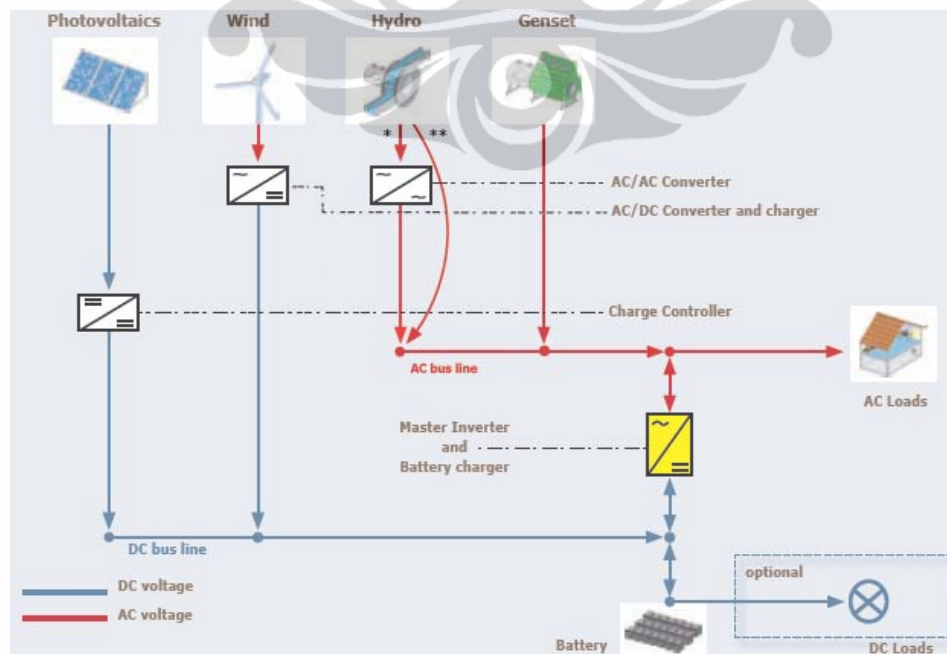 Photovoltaics Wind Hydro Genset
* **
AC/AC Converter
AC/DC Converter and charger
Charge Controller
AC bus line
AC Loads
Master Inverter
and
Battery charger
DC bus line
DC voltage
AC voltage
optional
Battery
DC Loads